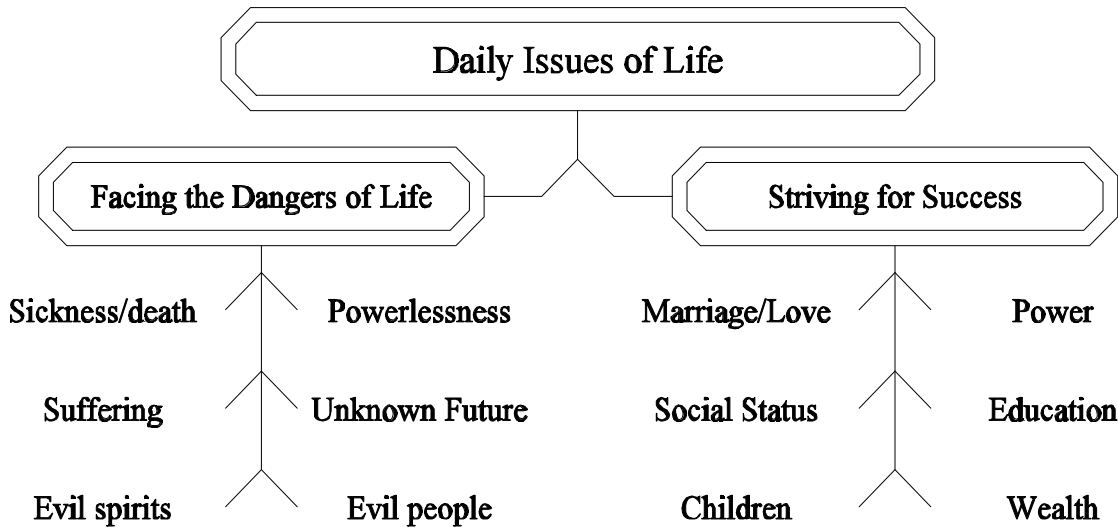 Daily Issues of Life
Facing the Dangers of Life
Striving for Success
Sickness/death
Powerlessness
Marriage/Love
Power
Suffering
Unknown Future
Social Status
Education
Evil spirits
Evil people
Children
Wealth